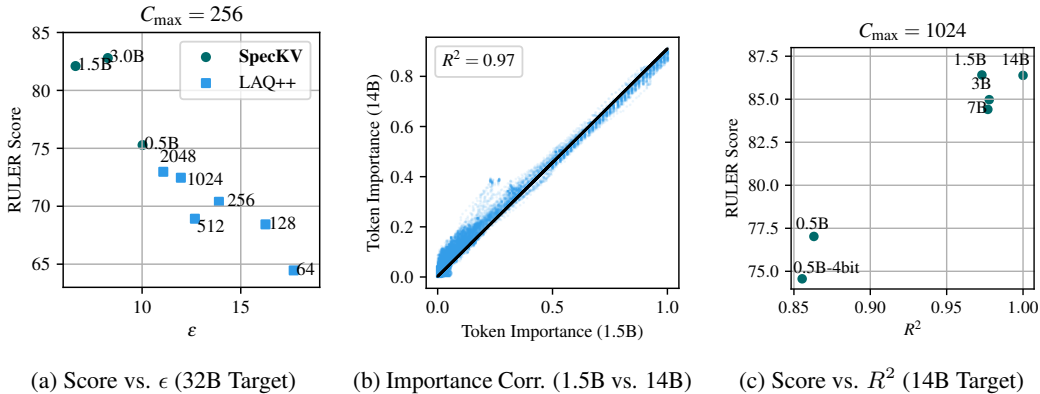 C_max = 256
85
80
75
70
65
RULER Score
1.5B
3.0B
0.5B
2048
1024
256
512
128
64
SpecKV
LAQ++
10
15
ε
(a) Score vs. ϵ (32B Target)
R² = 0.97
0.8
0.6
0.4
0.2
0.0
Token Importance (14B)
0.0
0.5
1.0
Token Importance (1.5B)
(b) Importance Corr. (1.5B vs. 14B)
C_max = 1024
87.5
85.0
82.5
80.0
77.5
75.0
RULER Score
1.5B
14B
3B
7B
0.5B
0.5B-4bit
0.85
0.90
0.95
1.00
R²
(c) Score vs. R² (14B Target)